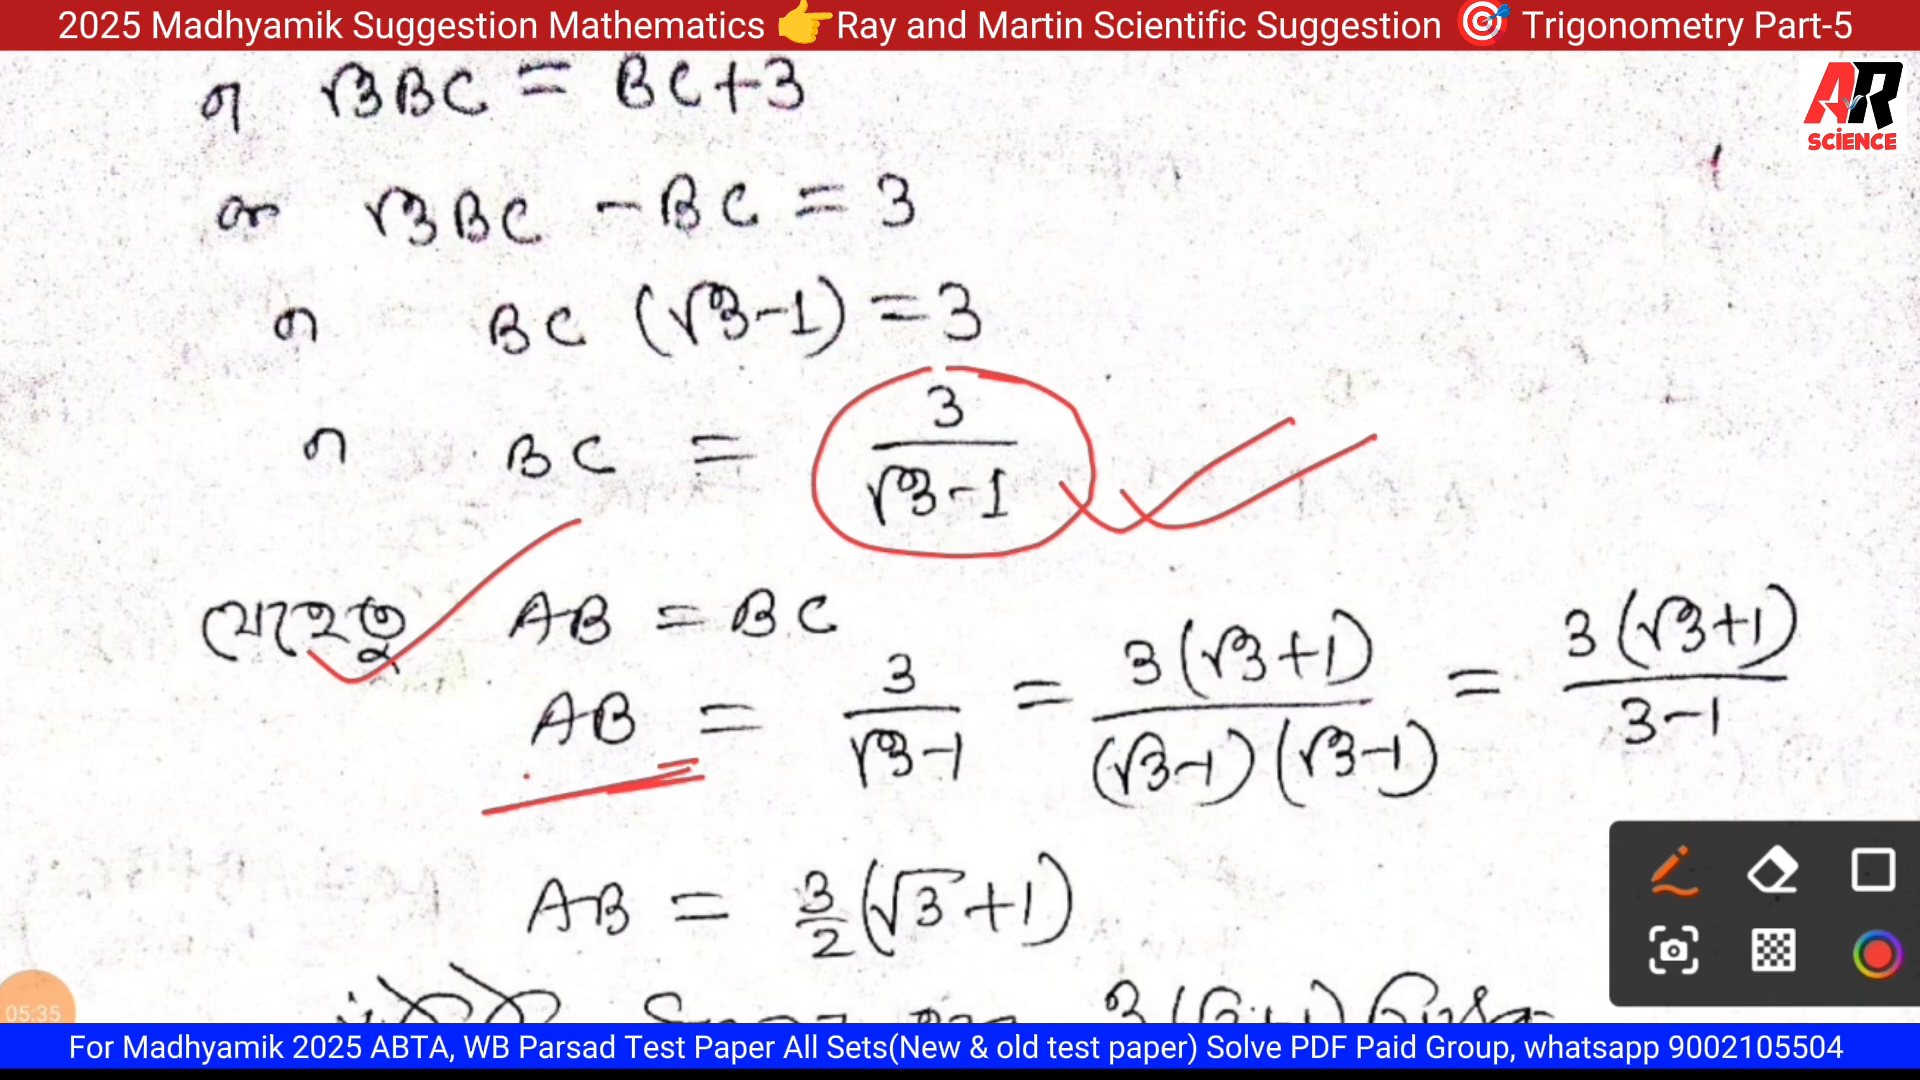 2025 Madhyamik Suggestion Mathematics 👉Ray and Martin Scientific Suggestion 🎯 Trigonometry Part-5
AR
SCIENCE
বা √3BC = BC+3
বা √3BC - BC = 3
বা BC (√3-1) = 3
বা BC = 3/(√3-1)
যেহেতু AB = BC
AB = 3/(√3-1) = 3(√3+1)/((√3-1)(√3-1)) = 3(√3+1)/(3-1)
AB = 3/2(√3+1)
05:35
For Madhyamik 2025 ABTA, WB Parsad Test Paper All Sets(New & old test paper) Solve PDF Paid Group, whatsapp 9002105504